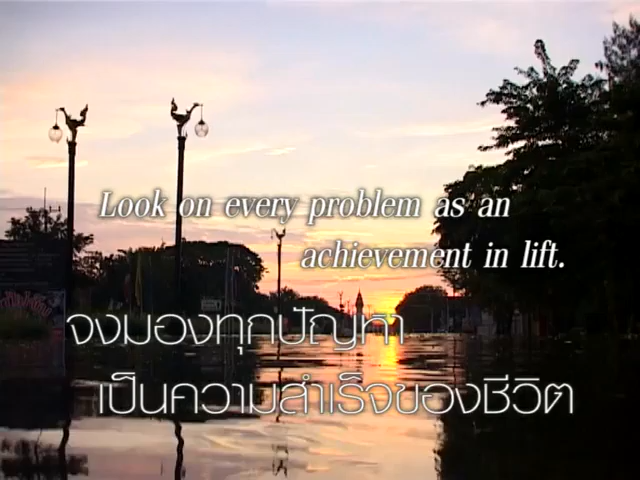 Look on every problem as an
achievement in lift.
จงมองทุกปัญหา
เป็นความสำเร็จของชีวิต